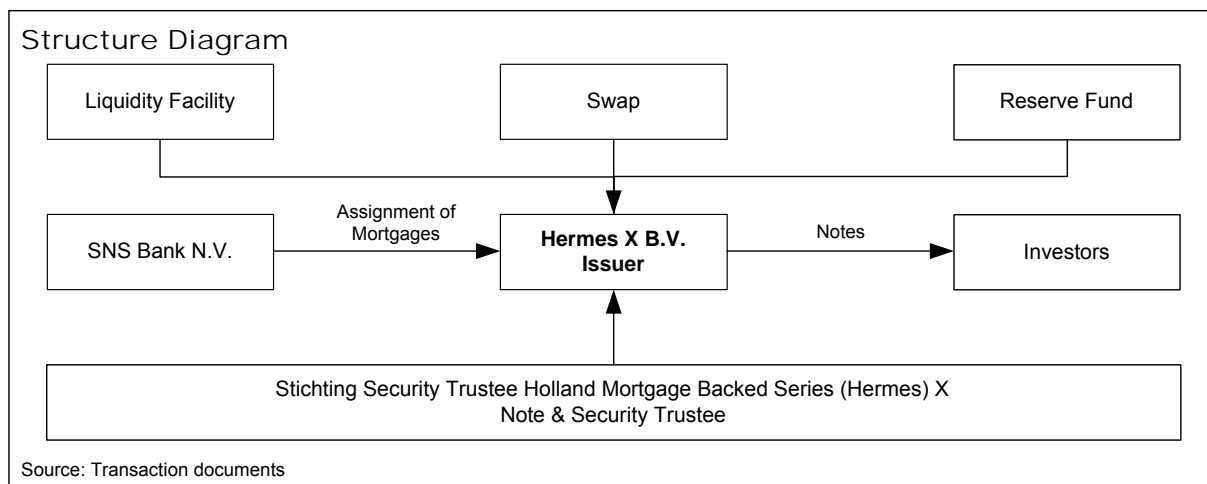 Structure Diagram
Liquidity Facility
Swap
Reserve Fund
SNS Bank N.V.
Assignment of
Mortgages
Hermes X B.V.
Issuer
Notes
Investors
Stichting Security Trustee Holland Mortgage Backed Series (Hermes) X
Note & Security Trustee
Source: Transaction documents